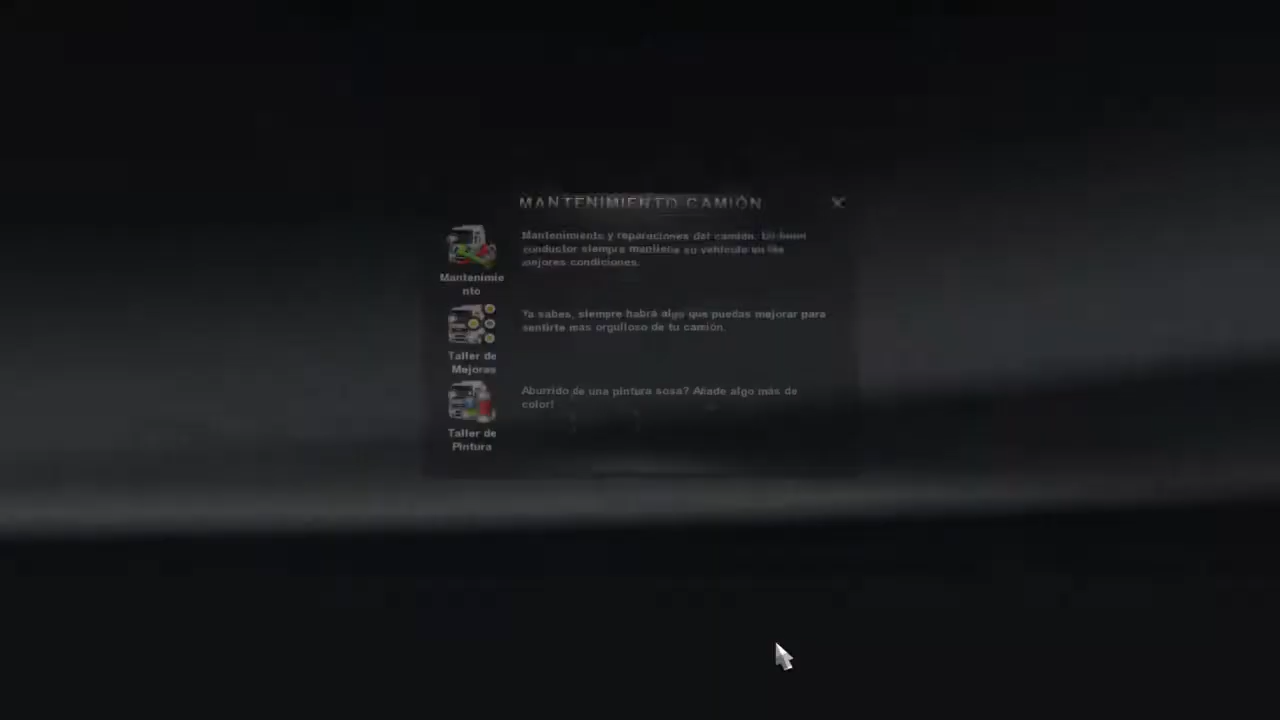 MANTENIMIENTO CAMIÓN
Mantenimiento y reparaciones del camión. Un buen
conductor siempre mantiene su vehículo en las
mejores condiciones.
Mantenimie
nto
Ya sabes, siempre habrá algo que puedas mejorar para
sentirte más orgulloso de tu camión.
Taller de
Mejoras
Aburrido de una pintura sosa? Añade algo más de
color!
Taller de
Pintura